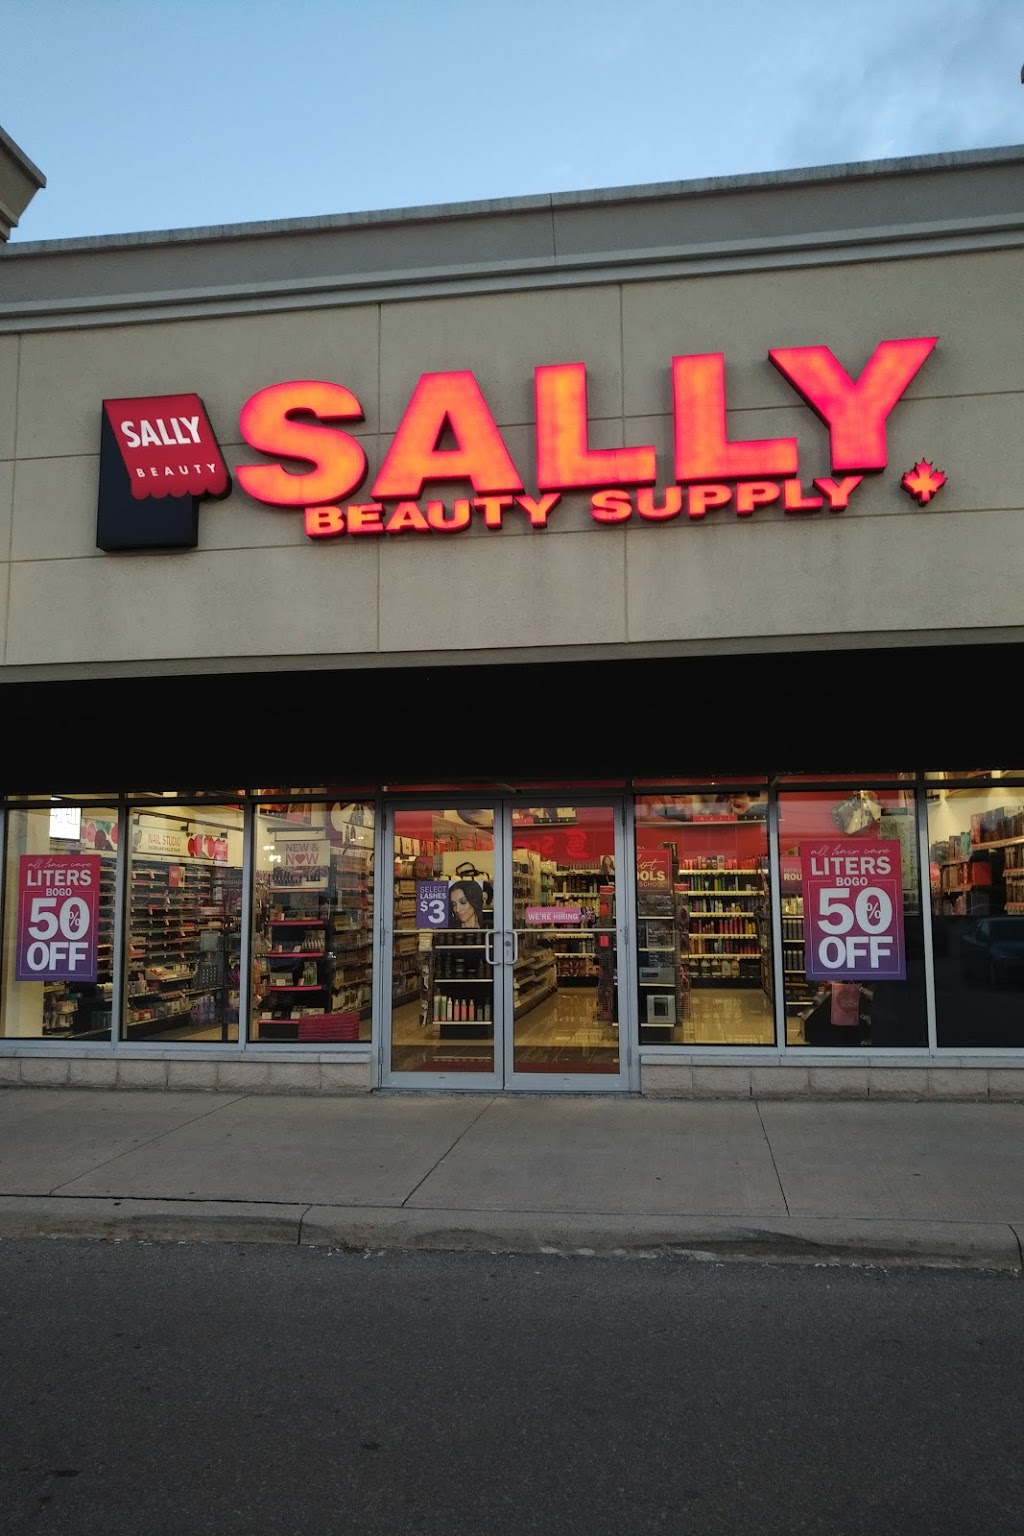 SALLY
BEAUTY
SALLY
BEAUTY SUPPLY
NAIL STUDIO
NEW &
NOW
all hair care
LITERS
BOGO
50%
OFF
SELECT
LASHES
$3
WE'RE HIRING
all hair care
LITERS
BOGO
50%
OFF